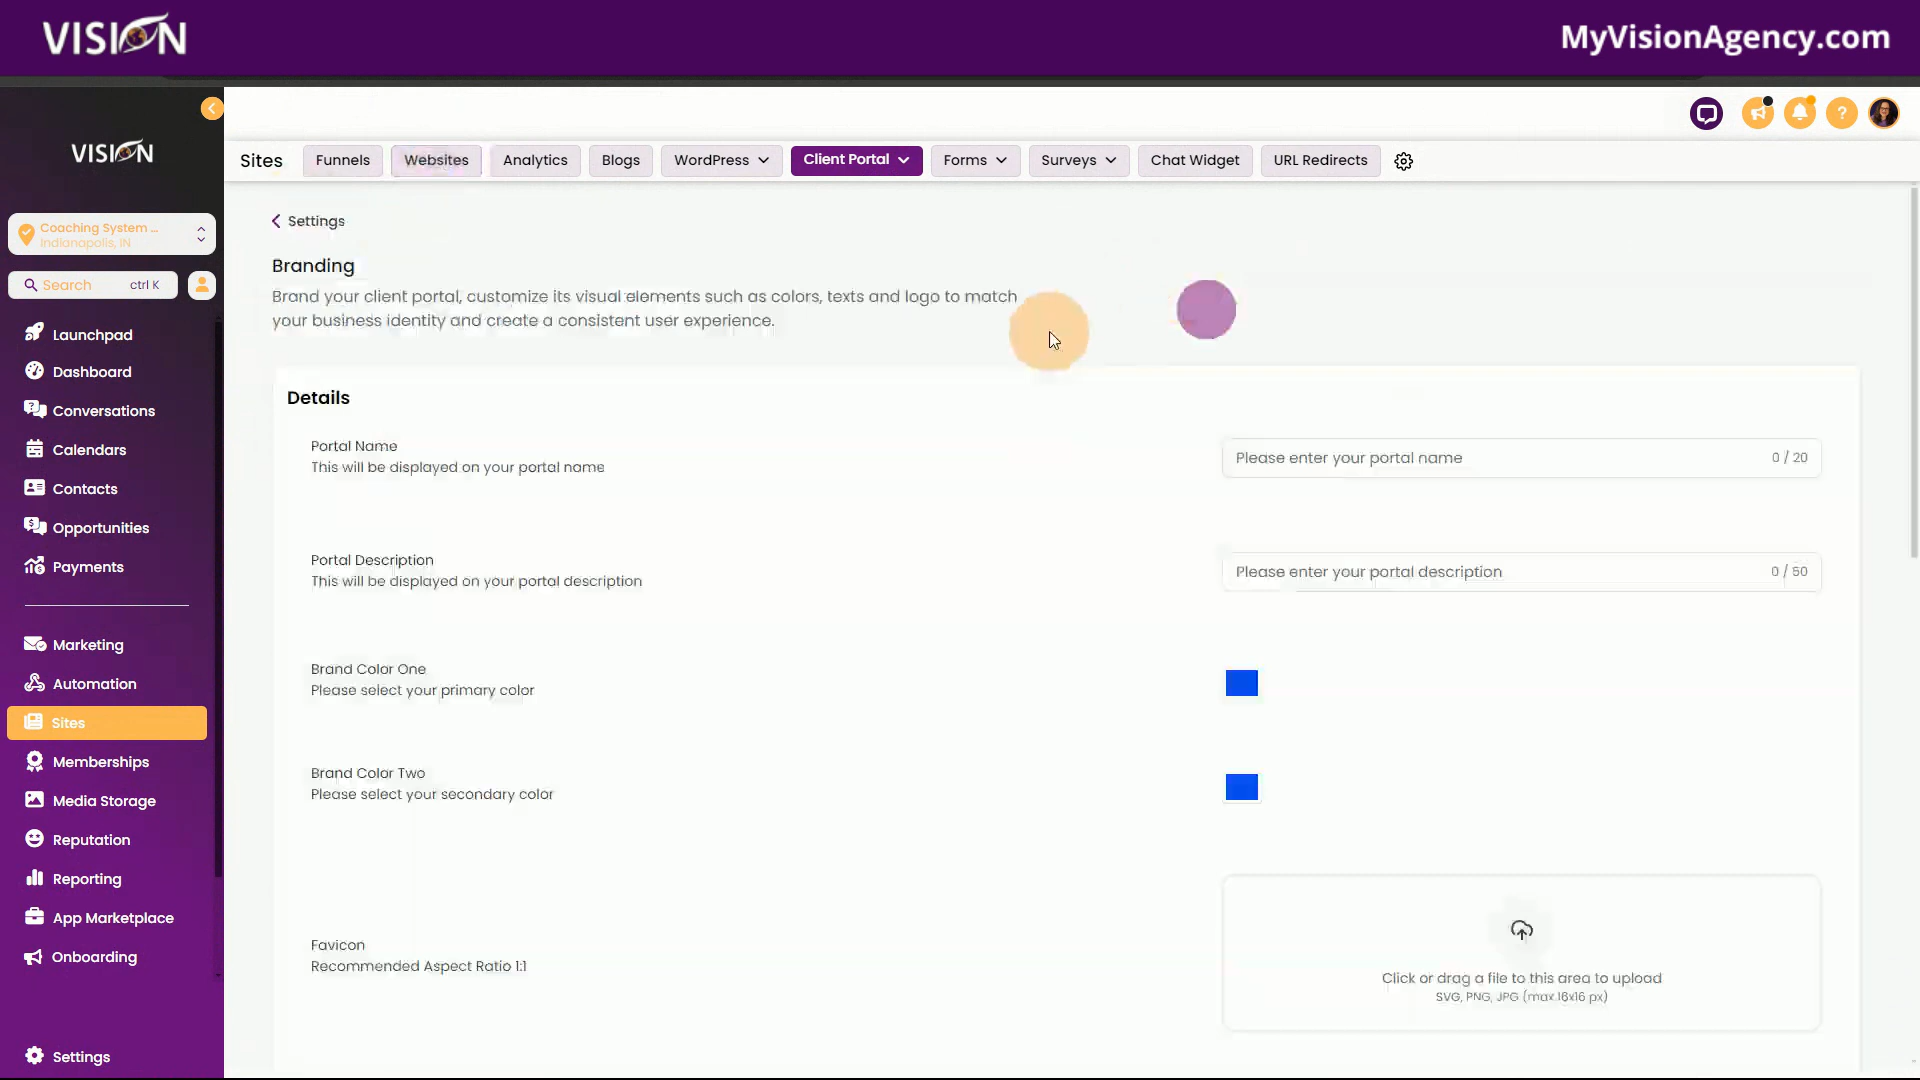 VISION
MyVisionAgency.com
VISION
Coaching System ...
Indianapolis, IN
Search
ctrl K
Launchpad
Dashboard
Conversations
Calendars
Contacts
Opportunities
Payments
Marketing
Automation
Sites
Memberships
Media Storage
Reputation
Reporting
App Marketplace
Onboarding
Settings
Sites
Funnels
Websites
Analytics
Blogs
WordPress
Client Portal
Forms
Surveys
Chat Widget
URL Redirects
?
Settings
Branding
Brand your client portal, customize its visual elements such as colors, texts and logo to match
your business identity and create a consistent user experience.
Details
Portal Name
This will be displayed on your portal name
Please enter your portal name
0 / 20
Portal Description
This will be displayed on your portal description
Please enter your portal description
0 / 50
Brand Color One
Please select your primary color
Brand Color Two
Please select your secondary color
Favicon
Recommended Aspect Ratio 1:1
Click or drag a file to this area to upload
SVG, PNG, JPG (max.16x16 px)